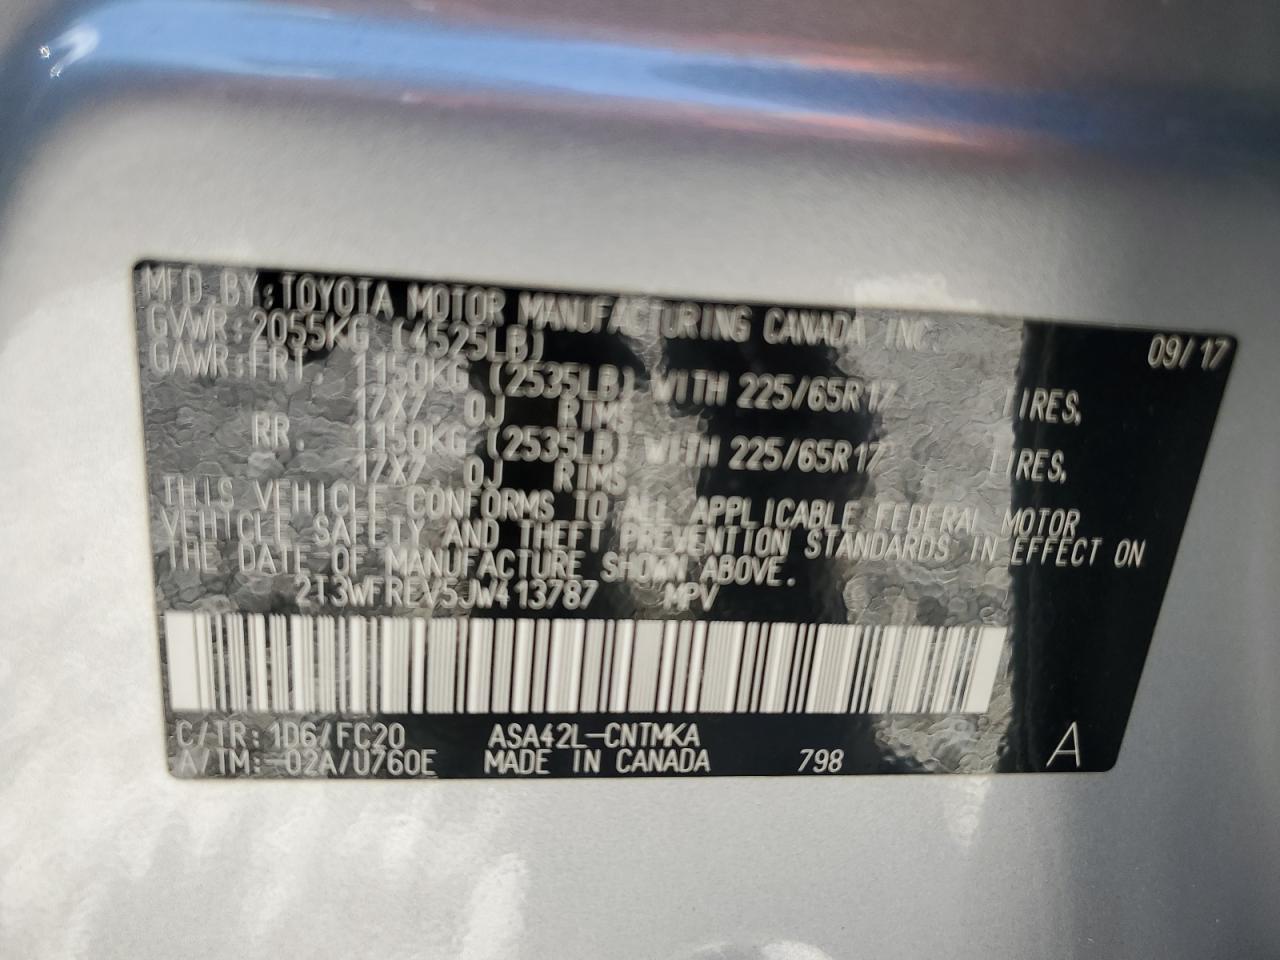 MFD.BY:TOYOTA MOTOR MANUFACTURING CANADA INC. 09/17
GVWR:2055KG (4525LB)
GAWR:FRT. 1150KG (2535LB) WITH 225/65R17 TIRES,
17X7.0J RIMS
RR. 1150KG (2535LB) WITH 225/65R17 TIRES,
17X7.0J RIMS
THIS VEHICLE CONFORMS TO ALL APPLICABLE FEDERAL MOTOR
VEHICLE SAFETY AND THEFT PREVENTION STANDARDS IN EFFECT ON
THE DATE OF MANUFACTURE SHOWN ABOVE.
2T3WFREV5JW413787 MPV
C/TR:1D6/FC20 ASA42L-CNTMKA
A/TM:-02A/U760E MADE IN CANADA 798 A